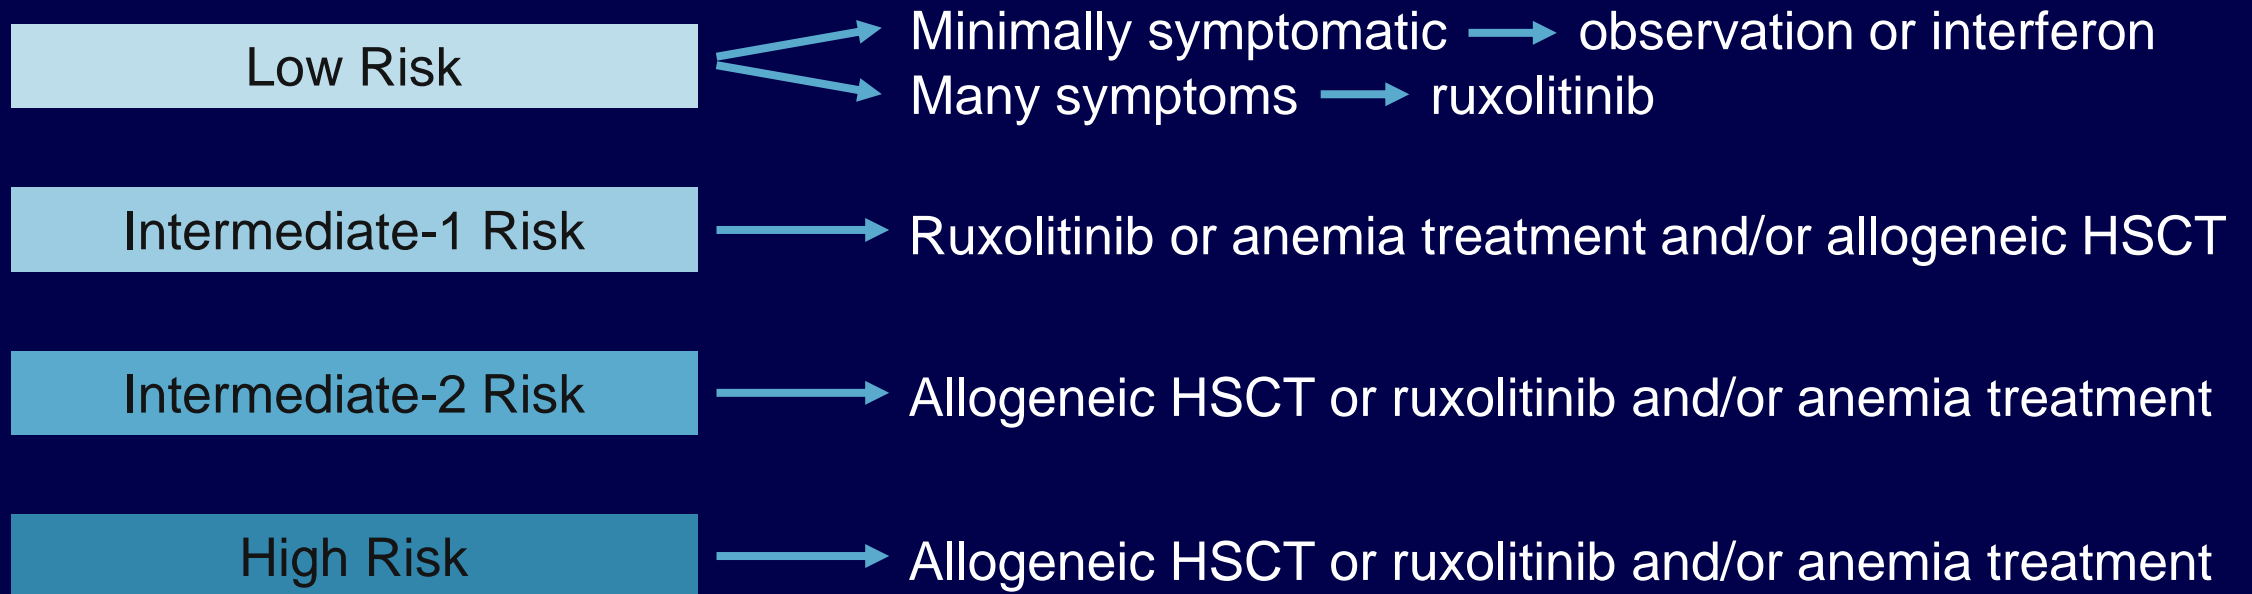 Low Risk
Minimally symptomatic → observation or interferon
Many symptoms → ruxolitinib
Intermediate-1 Risk
Ruxolitinib or anemia treatment and/or allogeneic HSCT
Intermediate-2 Risk
Allogeneic HSCT or ruxolitinib and/or anemia treatment
High Risk
Allogeneic HSCT or ruxolitinib and/or anemia treatment